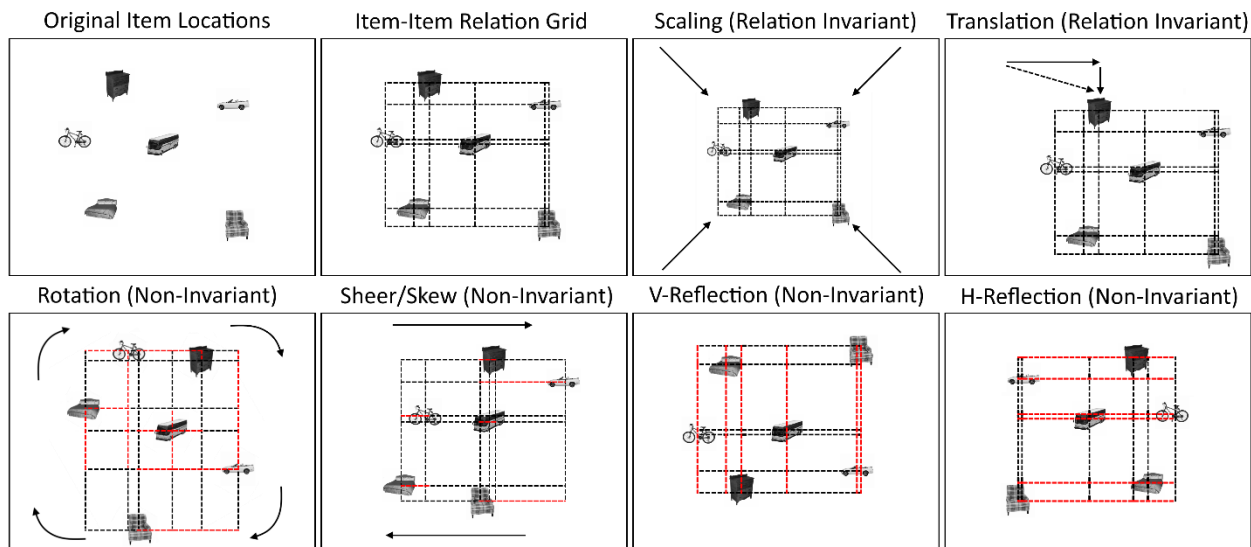 Original Item Locations
Item-Item Relation Grid
Scaling (Relation Invariant)
Translation (Relation Invariant)
Rotation (Non-Invariant)
Sheer/Skew (Non-Invariant)
V-Reflection (Non-Invariant)
H-Reflection (Non-Invariant)